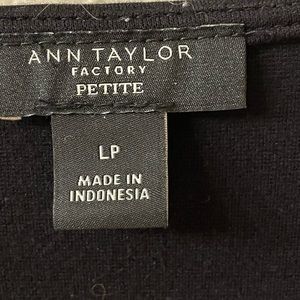 ANN TAYLOR
FACTORY
PETITE
LP
MADE IN
INDONESIA